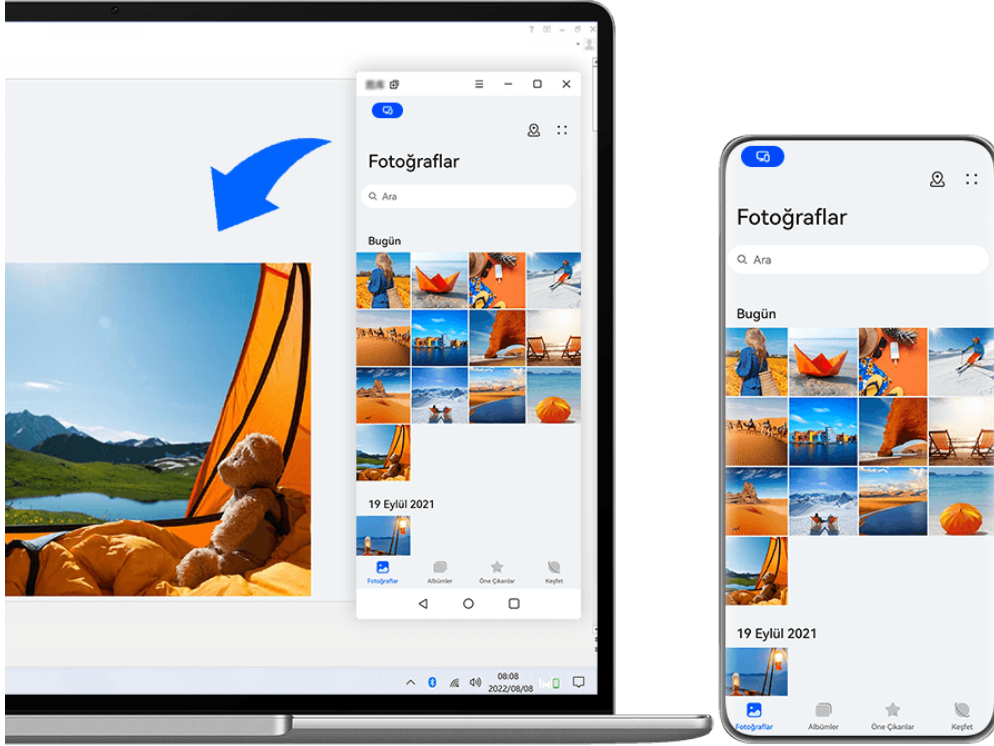 Fotoğraflar
Ara
Bugün
19 Eylül 2021
Fotoğraflar Albümler Öne Çıkanlar Keşfet
08:08
2022/08/08
Fotoğraflar
Ara
Bugün
19 Eylül 2021
Fotoğraflar Albümler Öne Çıkanlar Keşfet